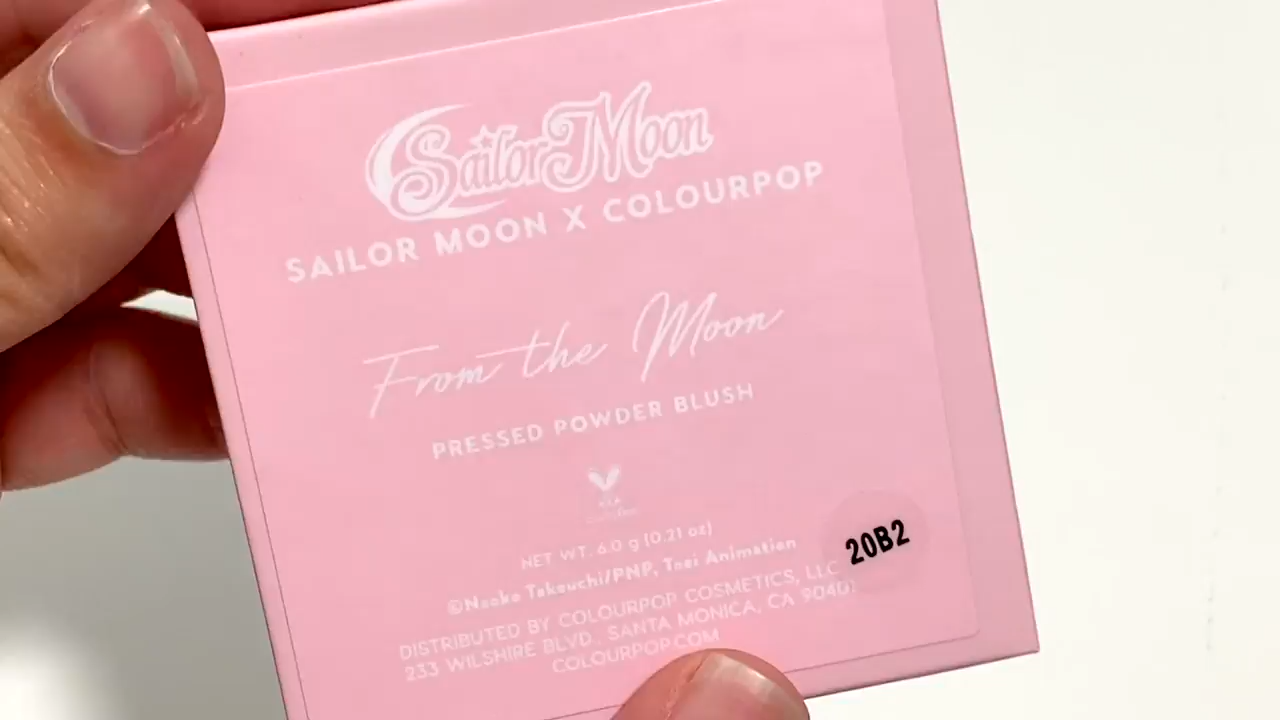 Sailor Moon
SAILOR MOON X COLOURPOP
From the Moon
PRESSED POWDER BLUSH
NET WT. 6.0 g (0.21 oz)
©Naoko Takeuchi/PNP, Toei Animation
DISTRIBUTED BY COLOURPOP COSMETICS, LLC
233 WILSHIRE BLVD. SANTA MONICA, CA 90401
COLOURPOP.COM
20B2